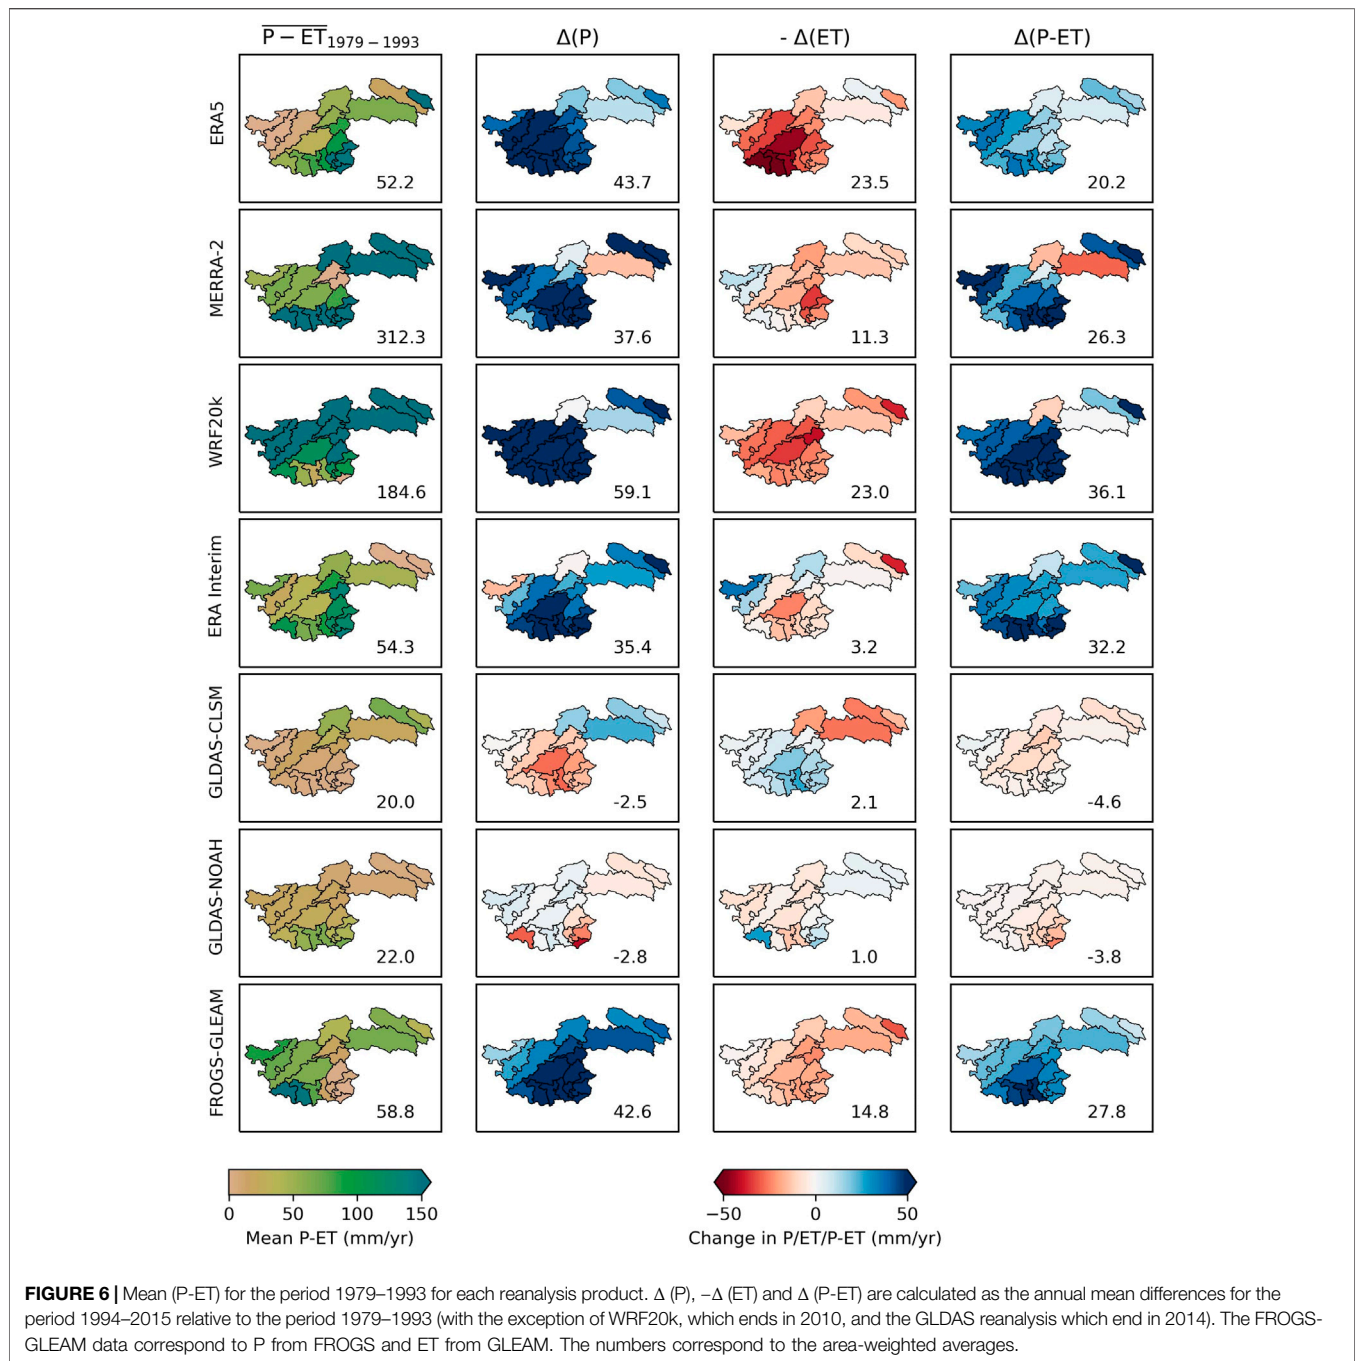 P – ET 1979 – 1993 Δ(P) - Δ(ET) Δ(P-ET)
ERA5 52.2 43.7 23.5 20.2
MERRA-2 312.3 37.6 11.3 26.3
WRF20k 184.6 59.1 23.0 36.1
ERA Interim 54.3 35.4 3.2 32.2
GLDAS-CLSM 20.0 -2.5 2.1 -4.6
GLDAS-NOAH 22.0 -2.8 1.0 -3.8
FROGS-GLEAM 58.8 42.6 14.8 27.8
0 50 100 150 −50 0 50
Mean P-ET (mm/yr) Change in P/ET/P-ET (mm/yr)
FIGURE 6 | Mean (P-ET) for the period 1979–1993 for each reanalysis product. Δ (P), −Δ (ET) and Δ (P-ET) are calculated as the annual mean differences for the
period 1994–2015 relative to the period 1979–1993 (with the exception of WRF20k, which ends in 2010, and the GLDAS reanalysis which end in 2014). The FROGS-
GLEAM data correspond to P from FROGS and ET from GLEAM. The numbers correspond to the area-weighted averages.